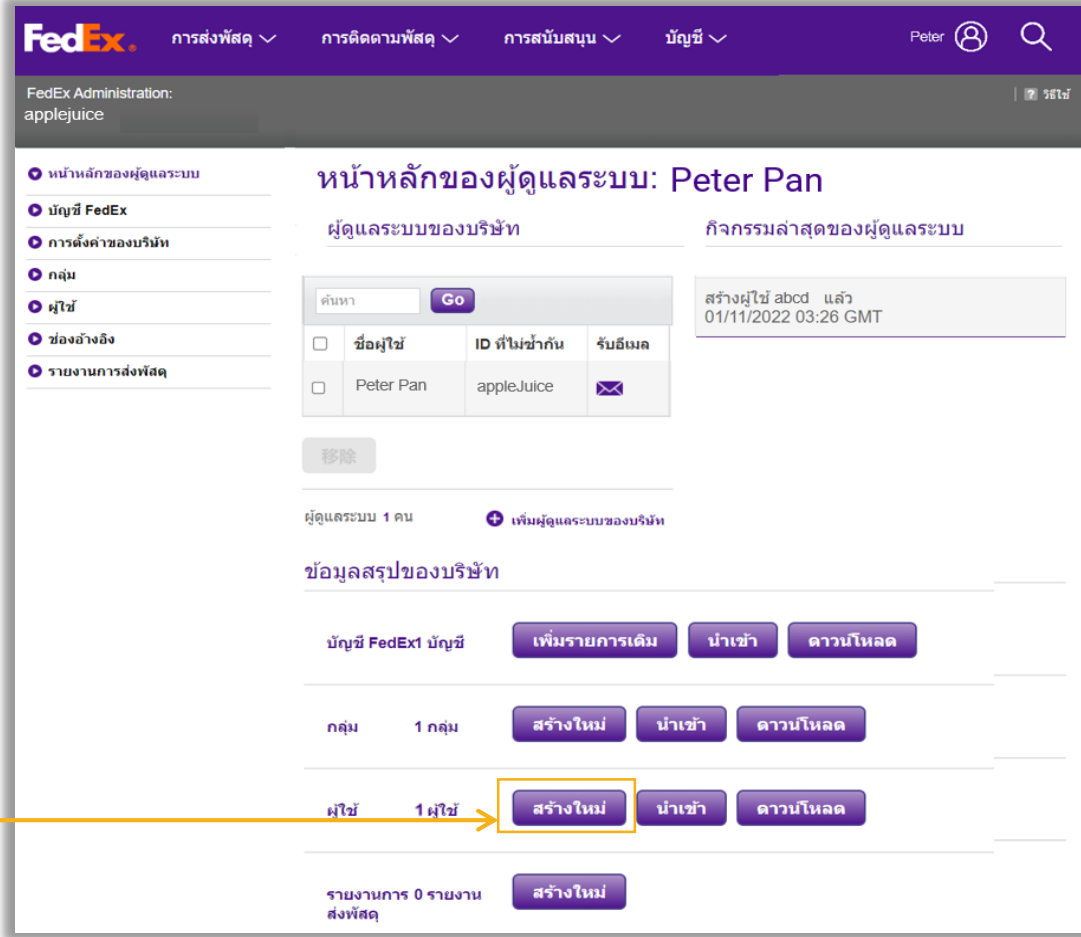 FedEx®
การส่งพัสดุ
การติดตามพัสดุ
การสนับสนุน
บัญชี
Peter
FedEx Administration:
applejuice
? วิธีใช้
หน้าหลักของผู้ดูแลระบบ
บัญชี FedEx
การตั้งค่าของบริษัท
กลุ่ม
ผู้ใช้
ช่องอ้างอิง
รายงานการส่งพัสดุ
หน้าหลักของผู้ดูแลระบบ: Peter Pan
ผู้ดูแลระบบของบริษัท
ค้นหา Go
ชื่อผู้ใช้ ID ที่ไม่ซ้ำกัน รับอีเมล
Peter Pan appleJuice
移除
ผู้ดูแลระบบ 1 คน
เพิ่มผู้ดูแลระบบของบริษัท
กิจกรรมล่าสุดของผู้ดูแลระบบ
สร้างผู้ใช้ abcd แล้ว
01/11/2022 03:26 GMT
ข้อมูลสรุปของบริษัท
บัญชี FedEx1 บัญชี เพิ่มรายการเดิม นำเข้า ดาวน์โหลด
กลุ่ม 1 กลุ่ม สร้างใหม่ นำเข้า ดาวน์โหลด
ผู้ใช้ 1 ผู้ใช้ สร้างใหม่ นำเข้า ดาวน์โหลด
รายงานการ 0 รายงาน สร้างใหม่
ส่งพัสดุ